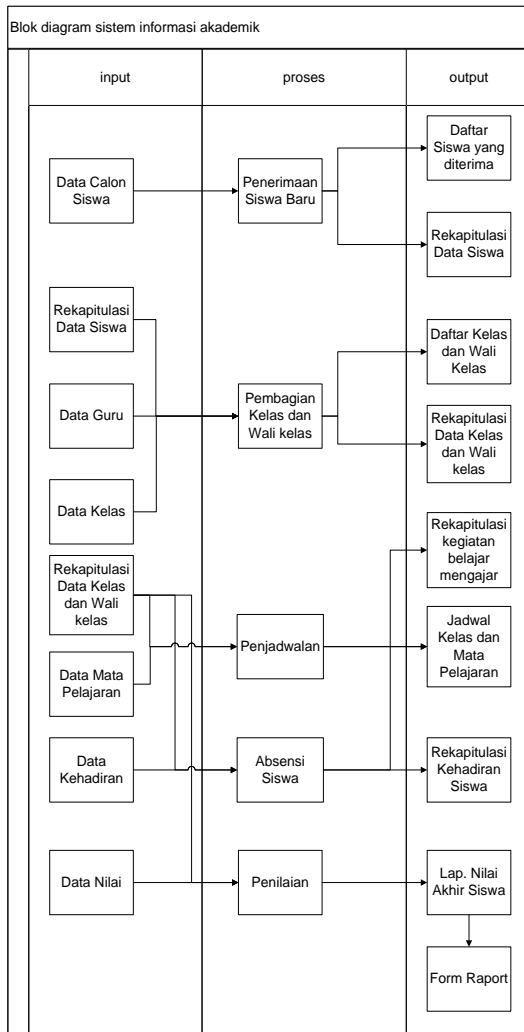 Blok diagram sistem informasi akademik
input
proses
output
Data Calon
Siswa
Penerimaan
Siswa Baru
Daftar
Siswa yang
diterima
Rekapitulasi
Data Siswa
Rekapitulasi
Data Siswa
Data Guru
Data Kelas
Pembagian
Kelas dan
Wali kelas
Daftar Kelas
dan Wali
Kelas
Rekapitulasi
Data Kelas
dan Wali
kelas
Rekapitulasi
Data Kelas
dan Wali
kelas
Data Mata
Pelajaran
Penjadwalan
Rekapitulasi
kegiatan
belajar
mengajar
Jadwal
Kelas dan
Mata
Pelajaran
Data
Kehadiran
Absensi
Siswa
Rekapitulasi
Kehadiran
Siswa
Data Nilai
Penilaian
Lap. Nilai
Akhir Siswa
Form Raport